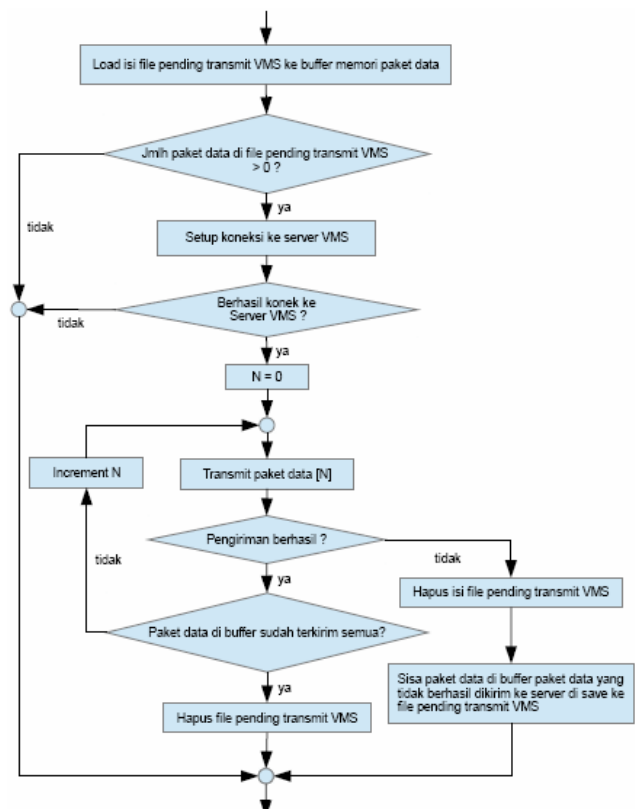 Load isi file pending transmit VMS ke buffer memori paket data
Jmlh paket data di file pending transmit VMS
> 0 ?
tidak
ya
Setup koneksi ke server VMS
Berhasil konek ke
Server VMS ?
tidak
ya
N = 0
Increment N
Transmit paket data [N]
Pengiriman berhasil ?
tidak
tidak
ya
Hapus isi file pending transmit VMS
Paket data di buffer sudah terkirim semua?
Sisa paket data di buffer paket data yang
tidak berhasil dikirim ke server di save ke
file pending transmit VMS
ya
Hapus file pending transmit VMS